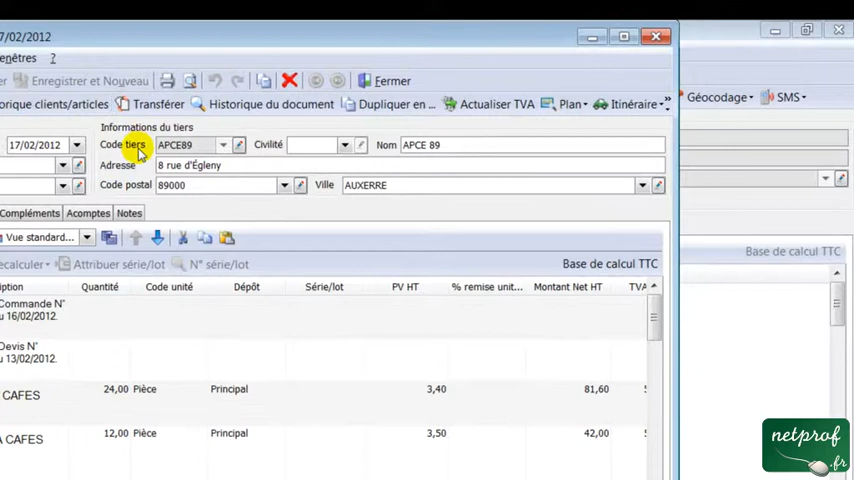 7/02/2012
enêtres ?
er Enregistrer et Nouveau Fermer
orique clients/articles Transférer Historique du document Dupliquer en ... Actualiser TVA Plan Itinéraire »
Géocodage SMS
Informations du tiers
17/02/2012 Code tiers APCE89 Civilité Nom APCE 89
Adresse 8 rue d'Égleny
Code postal 89000 Ville AUXERRE
Compléments Acomptes Notes
Vue standard...
ecalculer Attribuer série/lot N° série/lot Base de calcul TTC
Base de calcul TTC
iption Quantité Code unité Dépôt Série/lot PV HT % remise unit... Montant Net HT TVA
Commande N°
u 16/02/2012.
Devis N°
u 13/02/2012.
CAFES 24,00 Pièce Principal 3,40 81,60 5
A CAFES 12,00 Pièce Principal 3,50 42,00 5
netprof
.fr